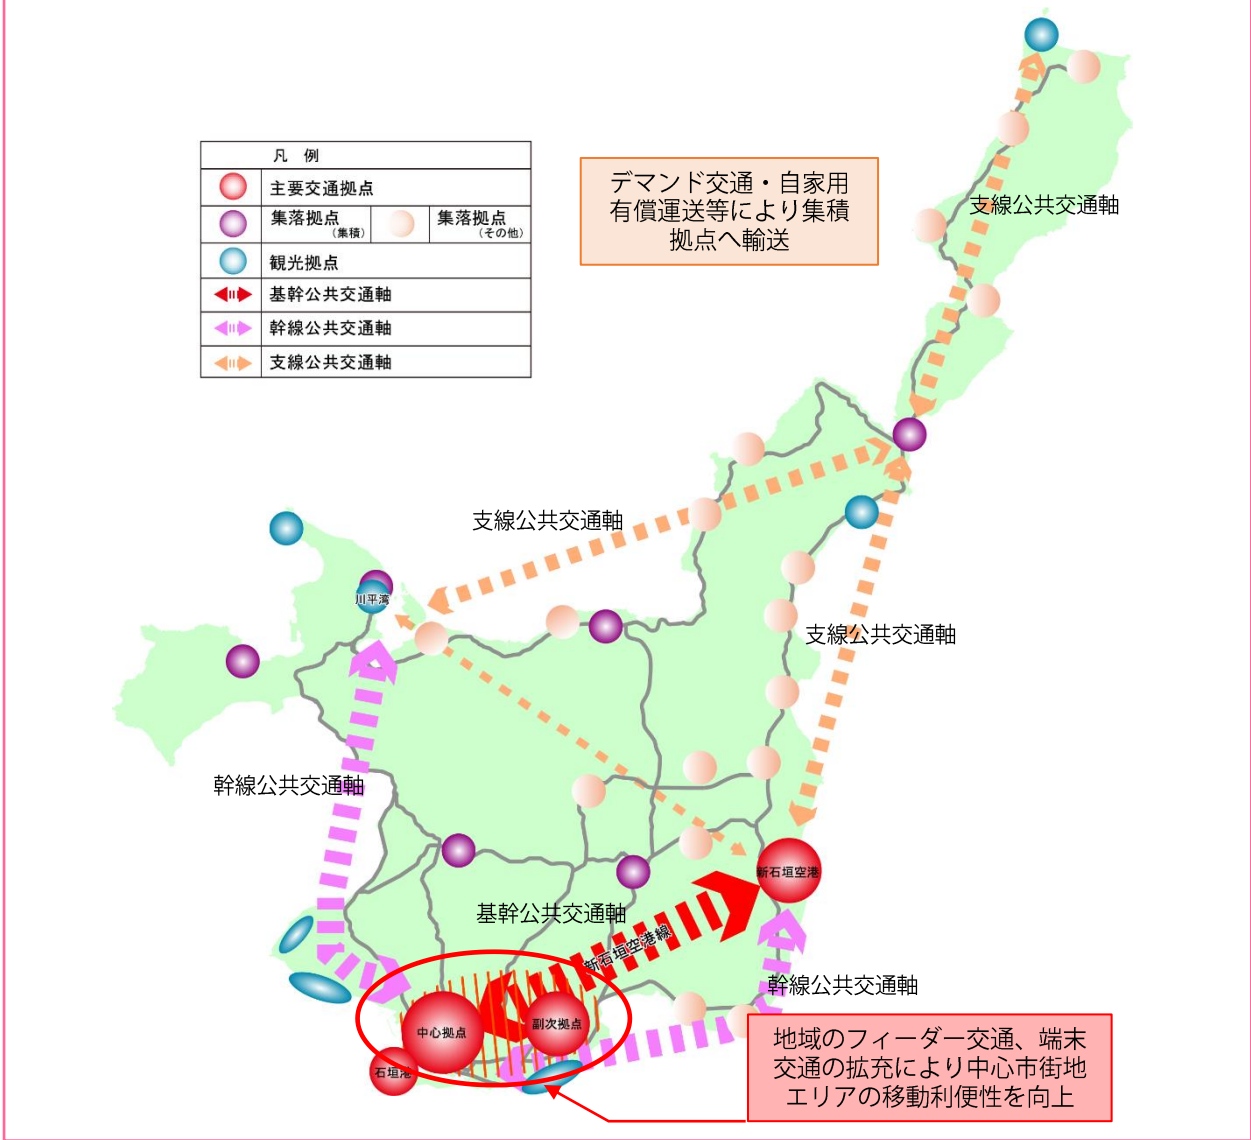 凡 例
主要交通拠点
集落拠点
(集積)
集落拠点
(その他)
観光拠点
基幹公共交通軸
幹線公共交通軸
支線公共交通軸
デマンド交通・自家用
有償運送等により集積
拠点へ輸送
支線公共交通軸
支線公共交通軸
川平湾
支線公共交通軸
幹線公共交通軸
新石垣空港
基幹公共交通軸
新石垣空港線
幹線公共交通軸
中心拠点
副次拠点
石垣港
地域のフィーダー交通、端末
交通の拡充により中心市街地
エリアの移動利便性を向上